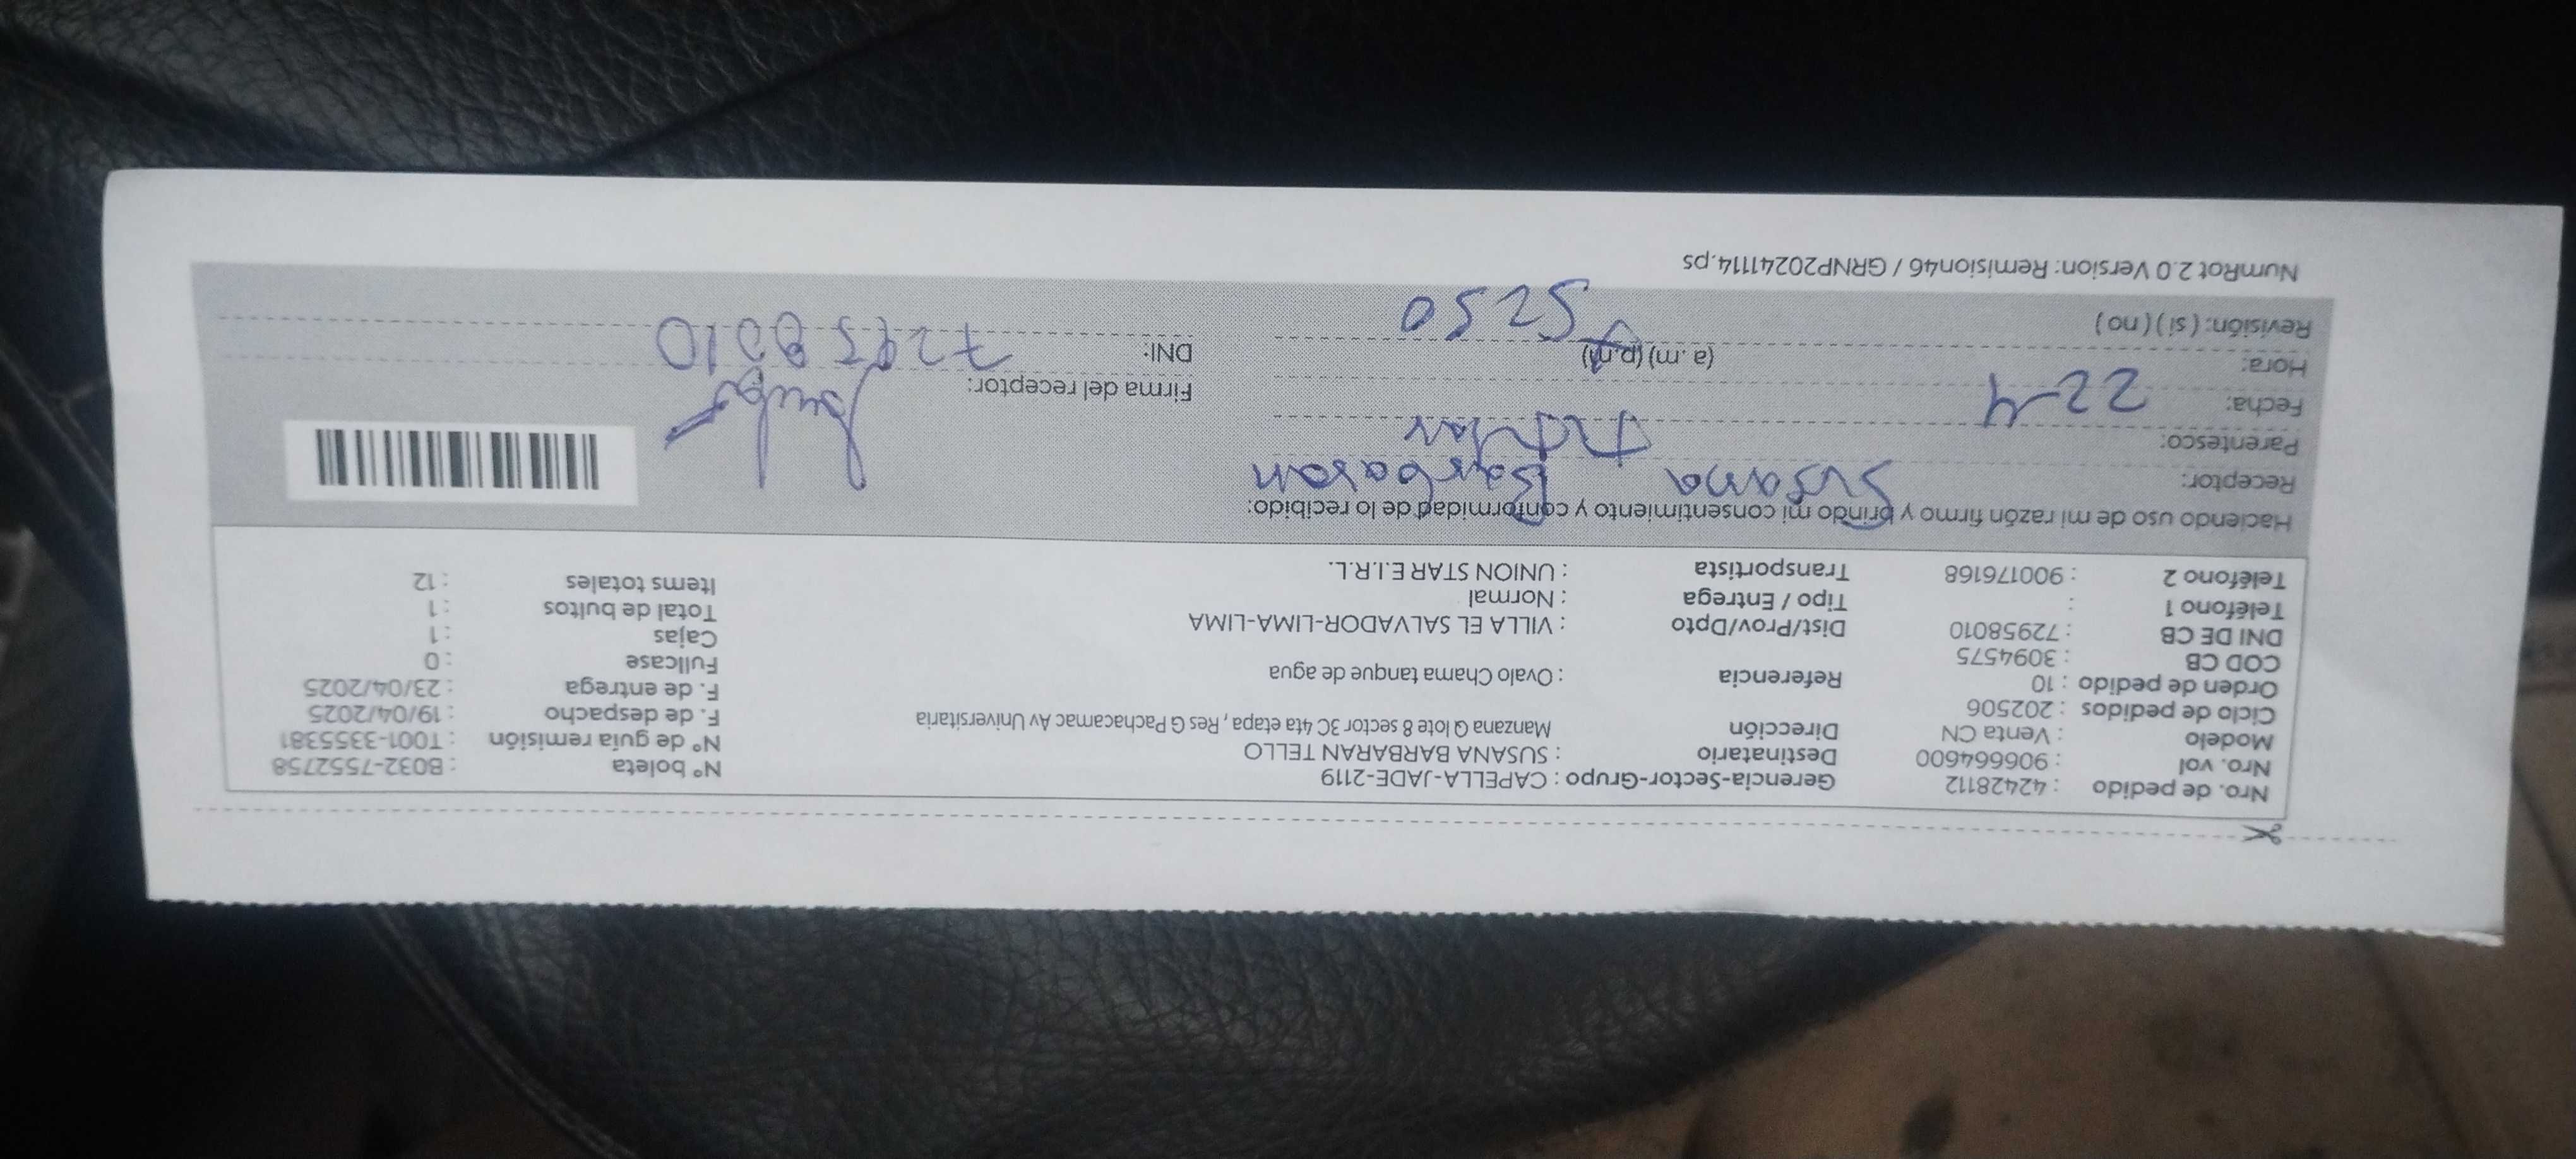 Nro. de pedido : 42428112 Gerencia-Sector-Grupo : CAPELLA-JADE-2119 N° boleta : B032-7552758
Nro. vol : 906664600 Destinatario : SUSANA BARBARAN TELLO N° de guía remisión : T001-3355381
Modelo : Venta CN Dirección Manzana Q lote 8 sector 3C 4ta etapa , Res G Pachacamac Av Universitaria F. de despacho : 19/04/2025
Ciclo de pedidos : 202506 F. de entrega : 23/04/2025
Orden de pedido : 10 Referencia : Ovalo Chama tanque de agua Fullcase : 0
COD CB : 3094575 Cajas : 1
DNI DE CB : 72958010 Dist/Prov/Dpto : VILLA EL SALVADOR-LIMA-LIMA Total de bultos : 1
Teléfono 1 : Tipo / Entrega : Normal Items totales : 12
Teléfono 2 : 900176168 Transportista : UNION STAR E.I.R.L.
Haciendo uso de mi razón firmo y brindo mi consentimiento y conformidad de lo recibido:
Receptor: Susana Barbaran
Parentesco: Titular
Fecha: 22-4 Firma del receptor:
Hora: (a. m) (p. m) DNI: 72958010
Revisión: ( si ) ( no )
NumRot 2.0 Version: Remision46 / GRNP20241114.ps